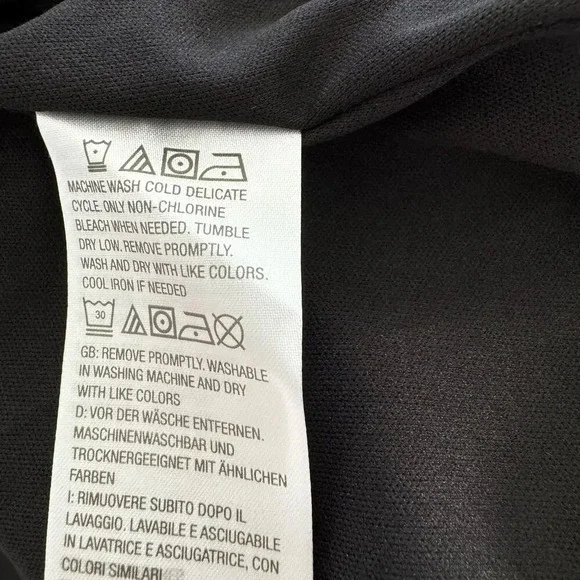 MACHINE WASH COLD DELICATE
CYCLE. ONLY NON-CHLORINE
BLEACH WHEN NEEDED. TUMBLE
DRY LOW. REMOVE PROMPTLY.
WASH AND DRY WITH LIKE COLORS.
COOL IRON IF NEEDED
30
GB: REMOVE PROMPTLY. WASHABLE
IN WASHING MACHINE AND DRY
WITH LIKE COLORS
D: VOR DER WÄSCHE ENTFERNEN.
MASCHINENWASCHBAR UND
TROCKNERGEEIGNET MIT ÄHNLICHEN
FARBEN
I: RIMUOVERE SUBITO DOPO IL
LAVAGGIO. LAVABILE E ASCIUGABILE
IN LAVATRICE E ASCIUGATRICE, CON
COLORI SIMILARI